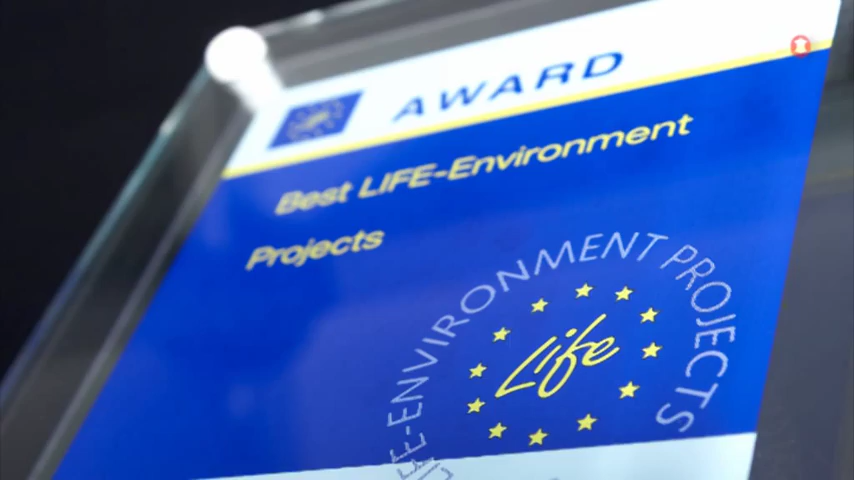 AWARD
Best LIFE-Environment
Projects
LIFE-ENVIRONMENT PROJECTS
Life